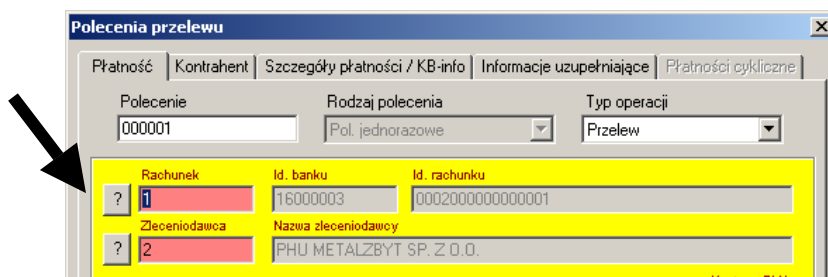 Polecenia przelewu
Płatność Kontrahent Szczegóły płatności / KB-info Informacje uzupełniające Płatności cykliczne
Polecenie Rodzaj polecenia Typ operacji
000001 Pol. jednorazowe Przelew
Rachunek Id. banku Id. rachunku
? 1 16000003 0002000000000001
Zleceniodawca Nazwa zleceniodawcy
? 2 PHU METALZBYT SP. Z O.O.